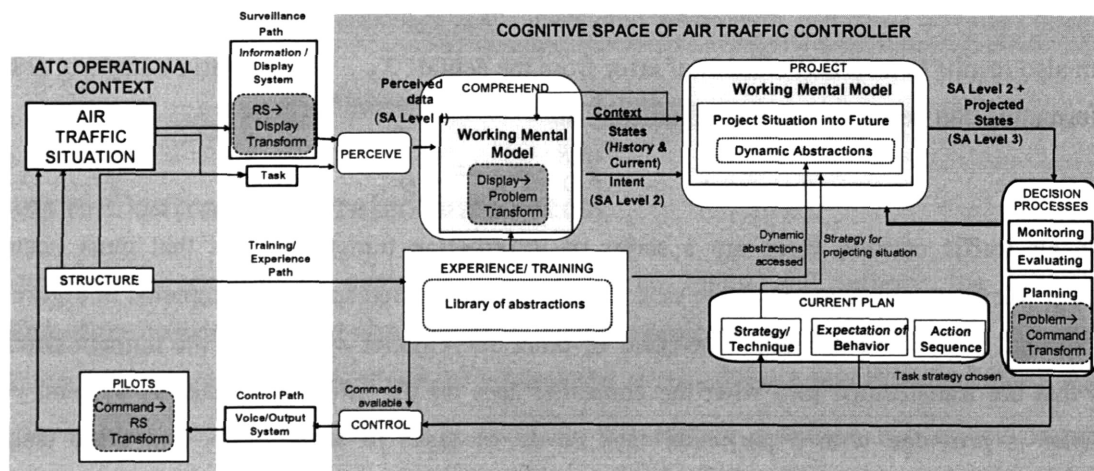 COGNITIVE SPACE OF AIR TRAFFIC CONTROLLER
ATC OPERATIONAL
CONTEXT
AIR
TRAFFIC
SITUATION
STRUCTURE
PILOTS
Command→
RS
Transform
Surveillance
Path
Information /
Display
System
RS→
Display
Transform
Task
Training/
Experience
Path
Control Path
Voice/Output
System
Perceived
data
(SA Level 1)
PERCEIVE
COMPREHEND
Working Mental
Model
Display→
Problem
Transform
EXPERIENCE/ TRAINING
Library of abstractions
Commands
available
CONTROL
Context
States
(History &
Current)
Intent
(SA Level 2)
PROJECT
Working Mental Model
Project Situation into Future
Dynamic Abstractions
Dynamic
abstractions
accessed
Strategy for
projecting situation
CURRENT PLAN
Strategy/
Technique
Expectation of
Behavior
Action
Sequence
Task strategy chosen
SA Level 2 +
Projected
States
(SA Level 3)
DECISION
PROCESSES
Monitoring
Evaluating
Planning
Problem→
Command
Transform